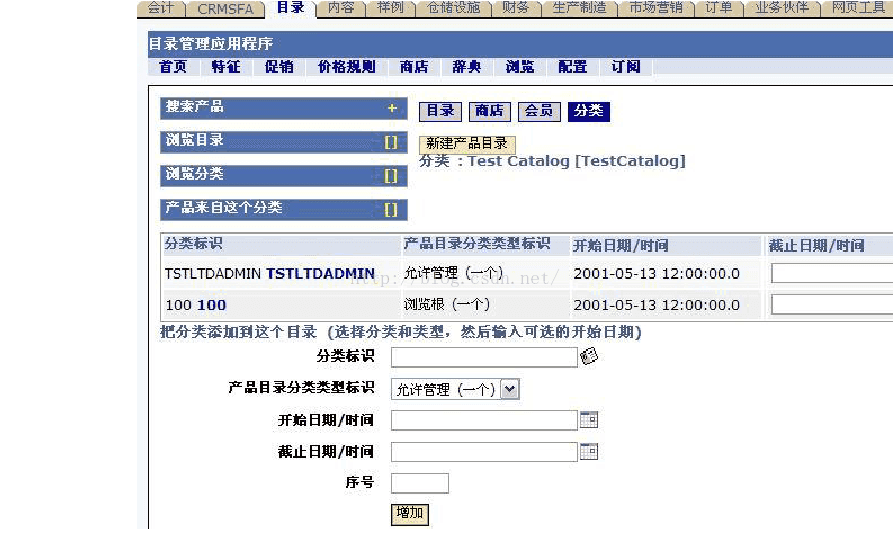 会计 CRMSFA 目录 内容 样例 仓储设施 财务 生产制造 市场营销 订单 业务伙伴 网页工具
目录管理应用程序
首页 特征 促销 价格规则 商店 辞典 浏览 配置 订阅
搜索产品 +
浏览目录 []
浏览分类 []
产品来自这个分类 []
目录 商店 会员 分类
新建产品目录
分类 : Test Catalog [TestCatalog]
分类标识 产品目录分类类型标识 开始日期/时间 截止日期/时间
TSTLTDADMIN TSTLTDADMIN 允许管理 (一个) 2001-05-13 12:00:00.0
http://blog.csdn.net/
100 100 浏览根 (一个) 2001-05-13 12:00:00.0
把分类添加到这个目录 (选择分类和类型，然后输入可选的开始日期)
分类标识
产品目录分类类型标识 允许管理 (一个)
开始日期/时间
截止日期/时间
序号
增加